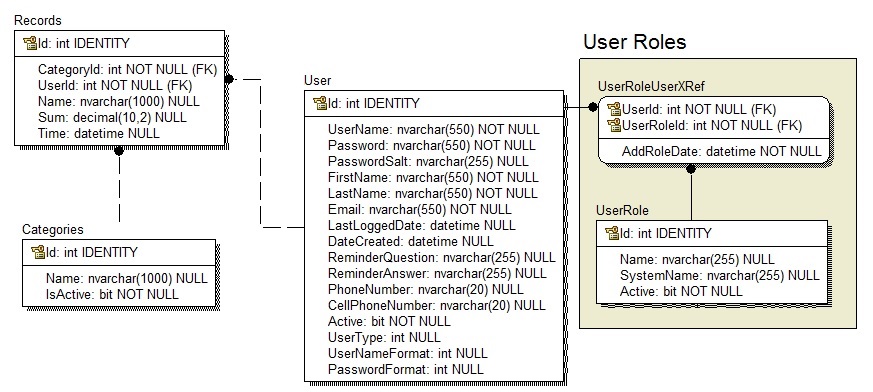 Records
Id: int IDENTITY
CategoryId: int NOT NULL (FK)
UserId: int NOT NULL (FK)
Name: nvarchar(1000) NULL
Sum: decimal(10,2) NULL
Time: datetime NULL
Categories
Id: int IDENTITY
Name: nvarchar(1000) NULL
IsActive: bit NOT NULL
User
Id: int IDENTITY
UserName: nvarchar(550) NOT NULL
Password: nvarchar(550) NOT NULL
PasswordSalt: nvarchar(255) NOT NULL
FirstName: nvarchar(550) NOT NULL
LastName: nvarchar(550) NOT NULL
Email: nvarchar(550) NOT NULL
LastLoggedDate: datetime NULL
DateCreated: datetime NULL
ReminderQuestion: nvarchar(255) NULL
ReminderAnswer: nvarchar(255) NULL
PhoneNumber: nvarchar(20) NULL
CellPhoneNumber: nvarchar(20) NULL
Active: bit NOT NULL
UserType: int NULL
UserNameFormat: int NULL
PasswordFormat: int NULL
User Roles
UserRoleUserXRef
UserId: int NOT NULL (FK)
UserRoleId: int NOT NULL (FK)
AddRoleDate: datetime NOT NULL
UserRole
Id: int IDENTITY
Name: nvarchar(255) NULL
SystemName: nvarchar(255) NULL
Active: bit NOT NULL